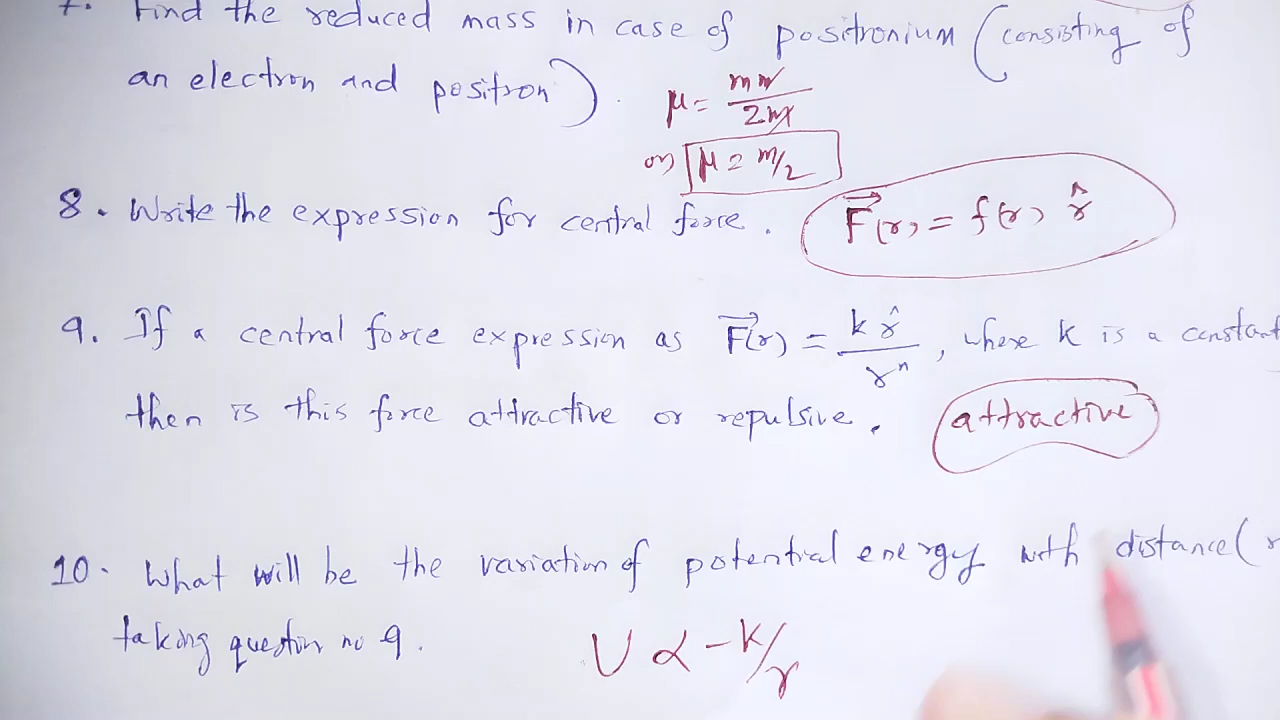 7. Find the reduced mass in case of positronium (consisting of
an electron and positron).
μ = mm/2m
or μ = m/2
8. Write the expression for central force. F⃗(r) = f(r) r̂
9. If a central force expression as F⃗(r) = k r̂/rⁿ, where k is a constant
then is this force attractive or repulsive. attractive
10. What will be the variation of potential energy with distance (r
taking question no 9. U ∝ -k/r